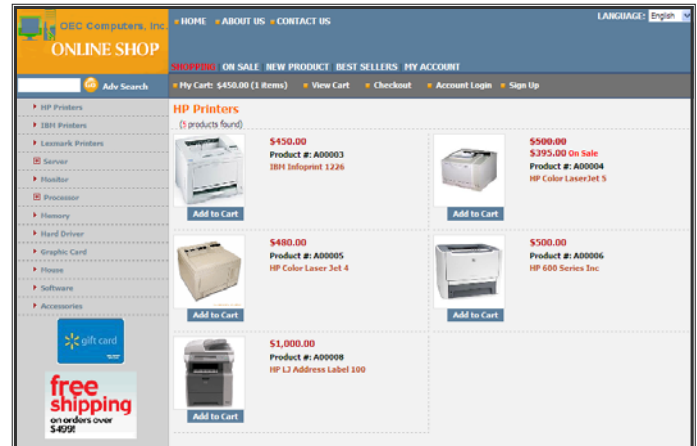 OEC Computers, Inc.
ONLINE SHOP
HOME ABOUT US CONTACT US
LANGUAGE: English
SHOPPING ON SALE NEW PRODUCT BEST SELLERS MY ACCOUNT
GO Adv Search
My Cart: $450.00 (1 items) View Cart Checkout Account Login Sign Up
HP Printers
IBM Printers
Lexmark Printers
Server
Monitor
Processor
Memory
Hard Driver
Graphic Card
Mouse
Software
Accessories
gift card
free
shipping
on orders over
$499!
HP Printers
(5 products found)
$450.00
Product #: A00003
IBM Infoprint 1226
Add to Cart
$500.00
$395.00 On Sale
Product #: A00004
HP Color LaserJet 5
Add to Cart
$480.00
Product #: A00005
HP Color Laser Jet 4
Add to Cart
$500.00
Product #: A00006
HP 600 Series Inc
Add to Cart
$1,000.00
Product #: A00008
HP LJ Address Label 100
Add to Cart